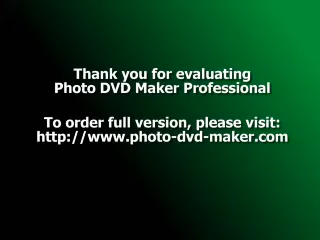 Thank you for evaluating
Photo DVD Maker Professional
To order full version, please visit:
http://www.photo-dvd-maker.com